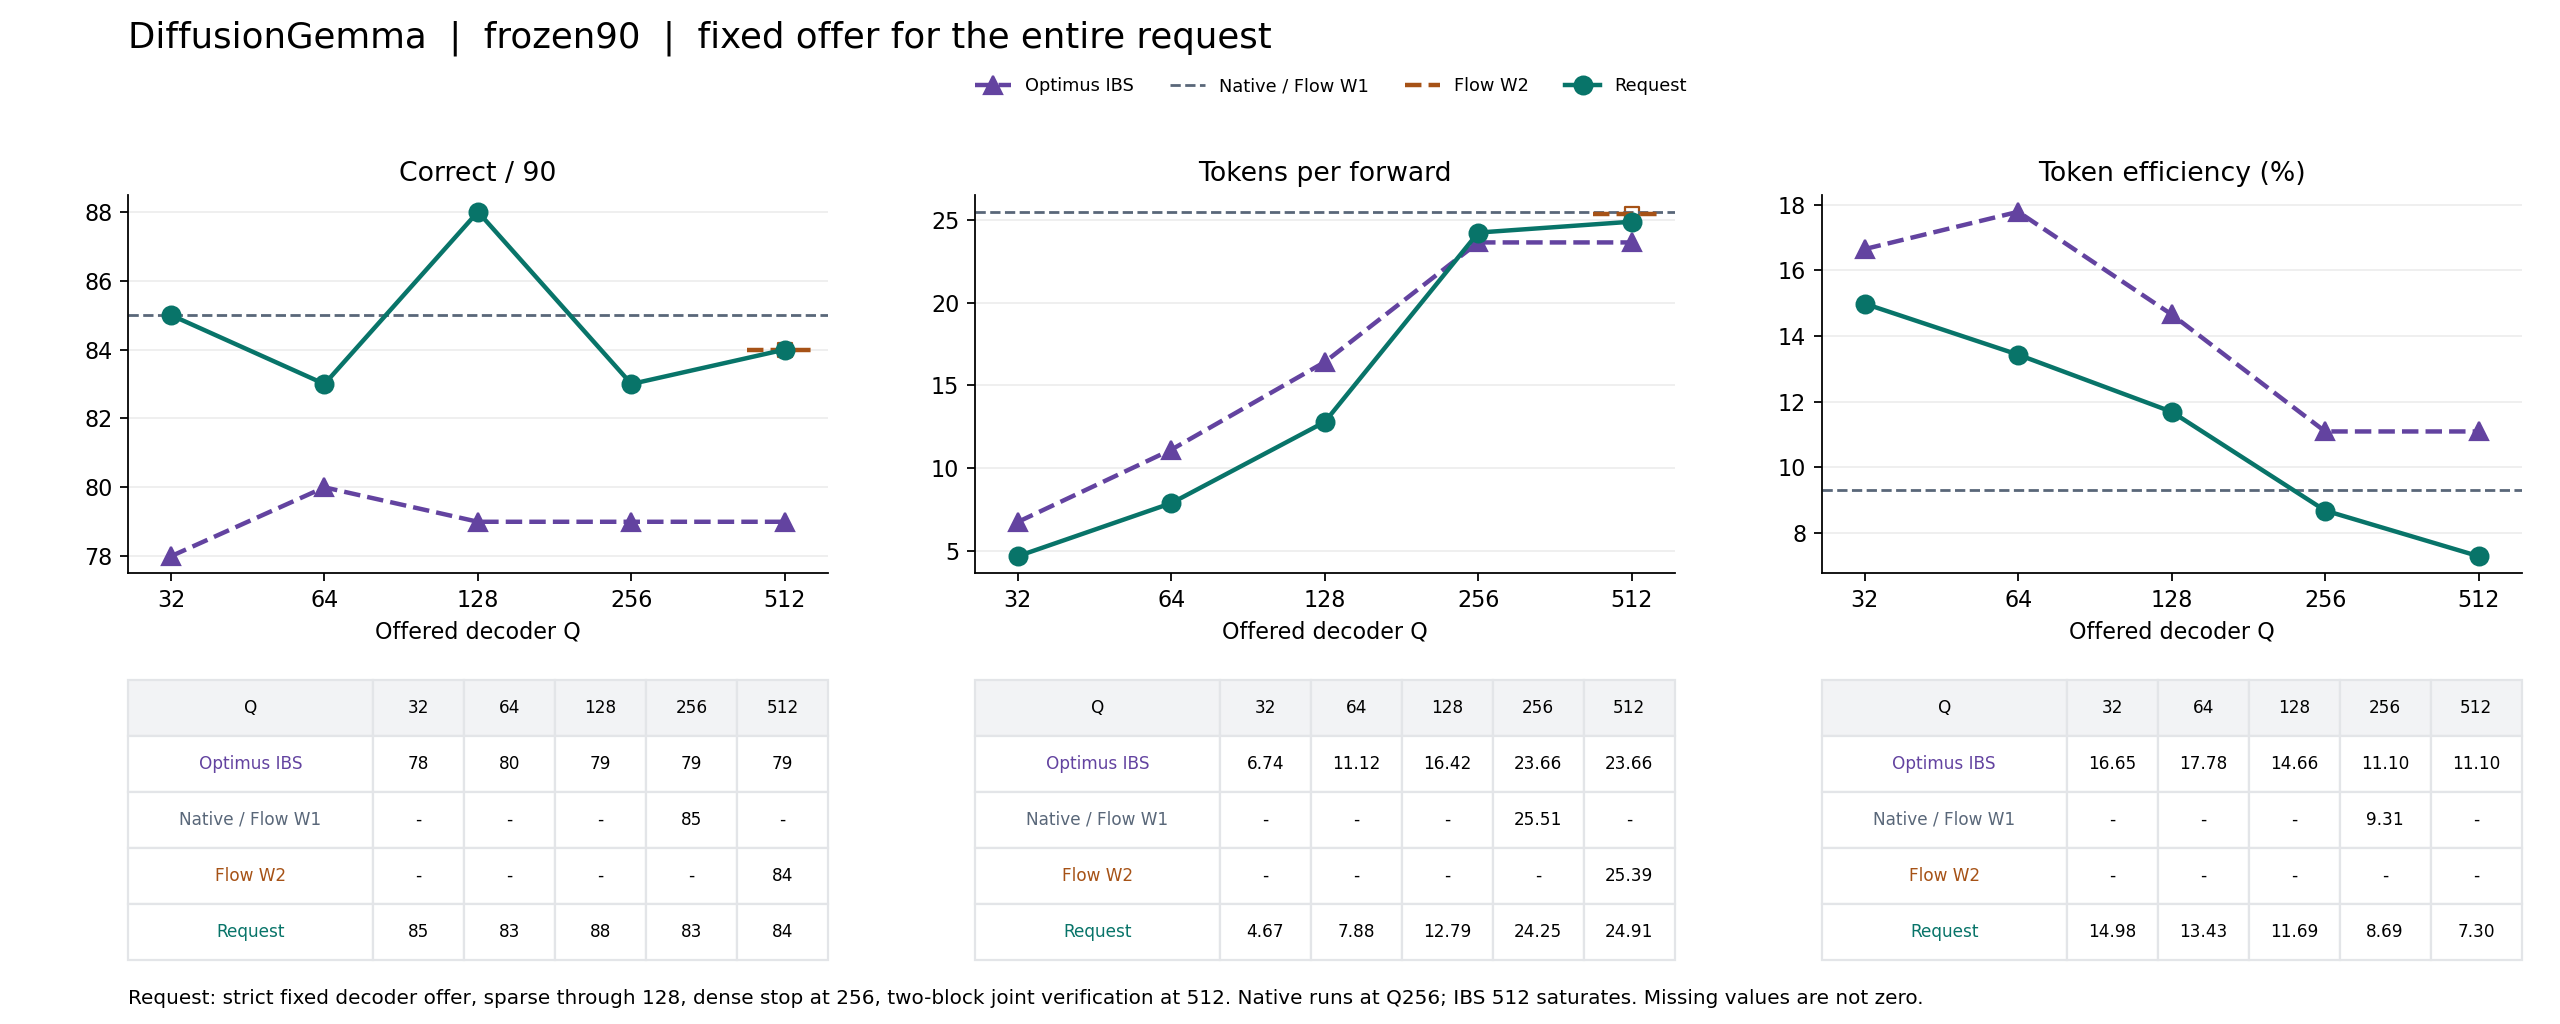 DiffusionGemma | frozen90 | fixed offer for the entire request
Optimus IBS Native / Flow W1 Flow W2 Request
Correct / 90
88
86
84
82
80
78
32 64 128 256 512
Offered decoder Q
Tokens per forward
25
20
15
10
5
32 64 128 256 512
Offered decoder Q
Token efficiency (%)
18
16
14
12
10
8
32 64 128 256 512
Offered decoder Q
Q 32 64 128 256 512
Optimus IBS 78 80 79 79 79
Native / Flow W1 - - - 85 -
Flow W2 - - - - 84
Request 85 83 88 83 84
Q 32 64 128 256 512
Optimus IBS 6.74 11.12 16.42 23.66 23.66
Native / Flow W1 - - - 25.51 -
Flow W2 - - - - 25.39
Request 4.67 7.88 12.79 24.25 24.91
Q 32 64 128 256 512
Optimus IBS 16.65 17.78 14.66 11.10 11.10
Native / Flow W1 - - - 9.31 -
Flow W2 - - - - -
Request 14.98 13.43 11.69 8.69 7.30
Request: strict fixed decoder offer, sparse through 128, dense stop at 256, two-block joint verification at 512. Native runs at Q256; IBS 512 saturates. Missing values are not zero.